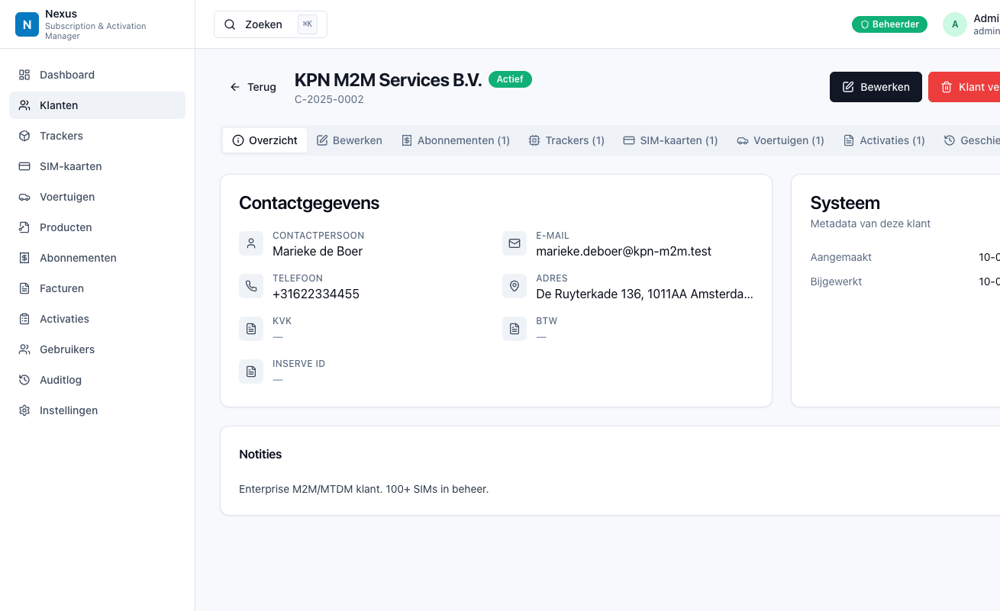 N
Nexus
Subscription & Activation
Manager
Zoeken
⌘K
Beheerder
A
Admi
admin
Dashboard
Klanten
Trackers
SIM-kaarten
Voertuigen
Producten
Abonnementen
Facturen
Activaties
Gebruikers
Auditlog
Instellingen
Terug
KPN M2M Services B.V.
Actief
C-2025-0002
Bewerken
Klant ve
Overzicht
Bewerken
Abonnementen (1)
Trackers (1)
SIM-kaarten (1)
Voertuigen (1)
Activaties (1)
Geschie
Contactgegevens
CONTACTPERSOON
Marieke de Boer
E-MAIL
marieke.deboer@kpn-m2m.test
TELEFOON
+31622334455
ADRES
De Ruyterkade 136, 1011AA Amsterda...
KVK
—
BTW
—
INSERVE ID
—
Systeem
Metadata van deze klant
Aangemaakt
10-0
Bijgewerkt
10-0
Notities
Enterprise M2M/MTDM klant. 100+ SIMs in beheer.